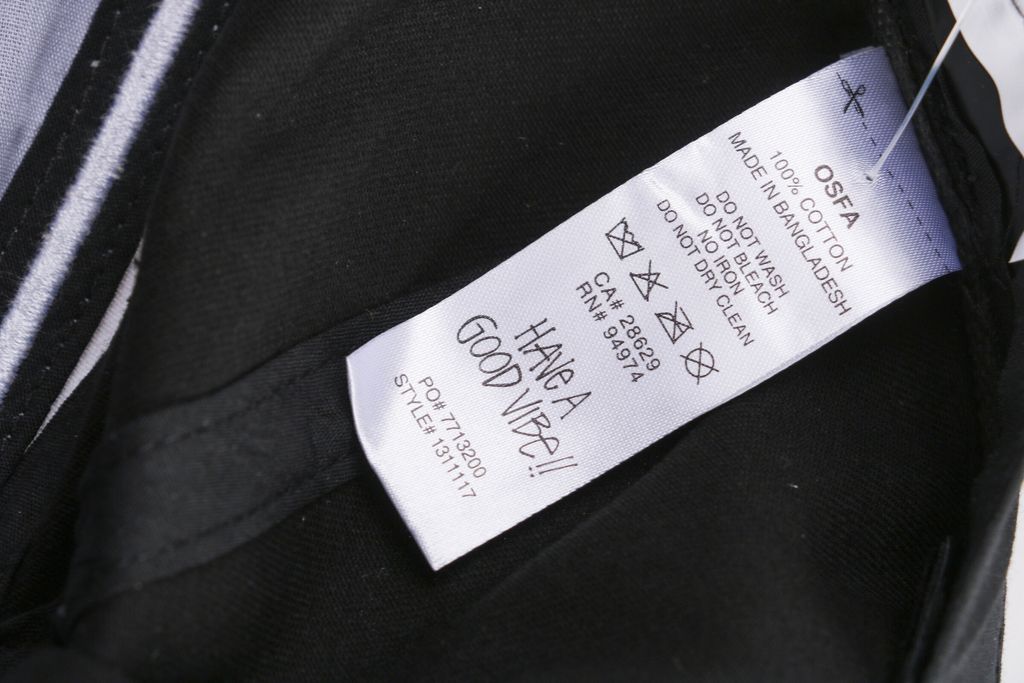 OSFA
100% COTTON
MADE IN BANGLADESH
DO NOT WASH
DO NOT BLEACH
NO IRON
DO NOT DRY CLEAN
CA# 28629
RN# 94974
HAVE A
GOOD VIBE!!
PO# 7713200
STYLE# 1311117